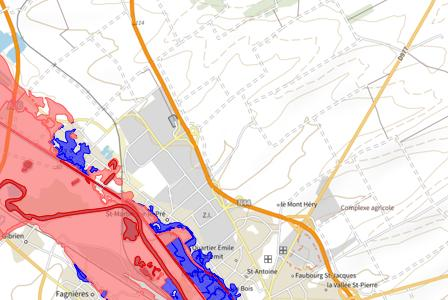 D977
N44
le Mont Héry
Complexe agricole
Z.I.
Quartier Emile
St-Antoine
Faubourg St-Jacques
la Vallée St-Pierre
Bois
Fagnières